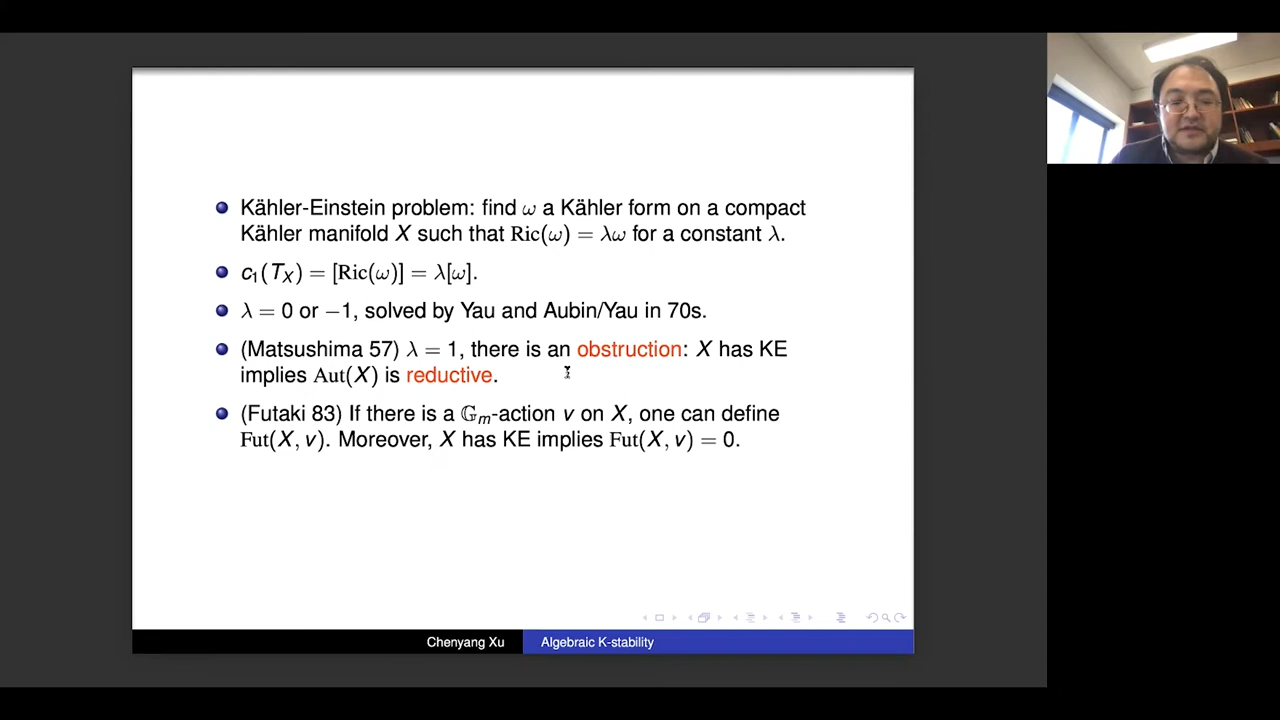 Kähler-Einstein problem: find ω a Kähler form on a compact
Kähler manifold X such that Ric(ω) = λω for a constant λ.
c₁(T_X) = [Ric(ω)] = λ[ω].
λ = 0 or −1, solved by Yau and Aubin/Yau in 70s.
(Matsushima 57) λ = 1, there is an obstruction: X has KE
implies Aut(X) is reductive.
(Futaki 83) If there is a 𝔾ₘ-action v on X, one can define
Fut(X, v). Moreover, X has KE implies Fut(X, v) = 0.
Chenyang Xu
Algebraic K-stability